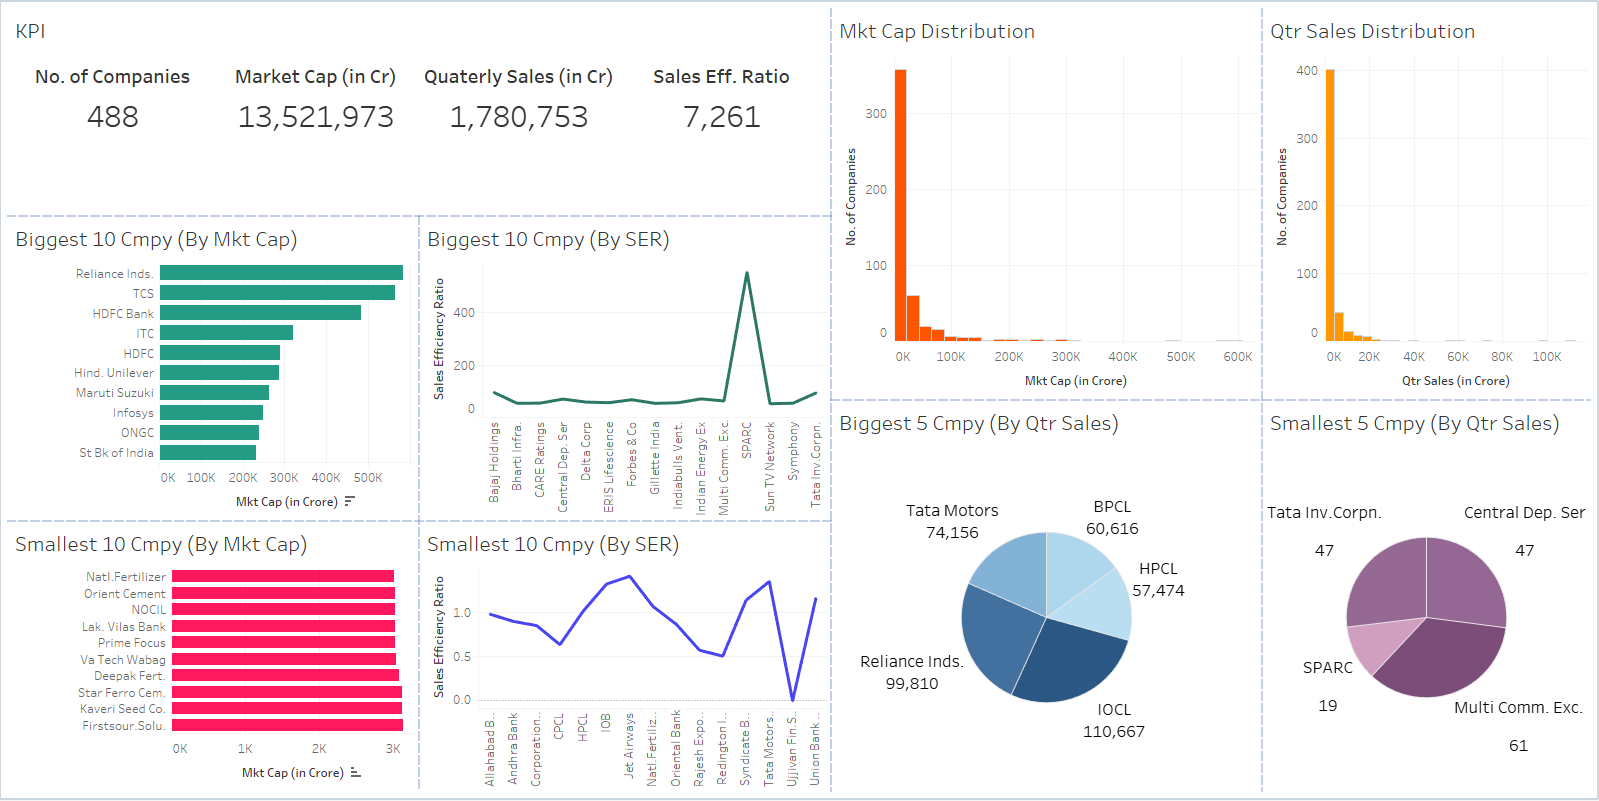 KPI
No. of Companies
488
Market Cap (in Cr)
13,521,973
Quaterly Sales (in Cr)
1,780,753
Sales Eff. Ratio
7,261
Mkt Cap Distribution
No. of Companies
300
200
100
0
0K 100K 200K 300K 400K 500K 600K
Mkt Cap (in Crore)
Qtr Sales Distribution
No. of Companies
400
300
200
100
0
0K 20K 40K 60K 80K 100K
Qtr Sales (in Crore)
Biggest 10 Cmpy (By Mkt Cap)
Reliance Inds.
TCS
HDFC Bank
ITC
HDFC
Hind. Unilever
Maruti Suzuki
Infosys
ONGC
St Bk of India
0K 100K 200K 300K 400K 500K
Mkt Cap (in Crore)
Biggest 10 Cmpy (By SER)
Sales Efficiency Ratio
400
200
0
Bajaj Holdings
Bharti Infra.
CARE Ratings
Central Dep. Ser
Delta Corp
ERIS Lifescience
Forbes & Co
Gillette India
Indiabulls Vent.
Indian Energy Ex
Multi Comm. Exc.
SPARC
Sun TV Network
Symphony
Tata Inv.Corpn.
Smallest 10 Cmpy (By Mkt Cap)
Natl.Fertilizer
Orient Cement
NOCIL
Lak. Vilas Bank
Prime Focus
Va Tech Wabag
Deepak Fert.
Star Ferro Cem.
Kaveri Seed Co.
Firstsour.Solu.
0K 1K 2K 3K
Mkt Cap (in Crore)
Smallest 10 Cmpy (By SER)
Sales Efficiency Ratio
1.0
0.5
0.0
Allahabad B..
Andhra Bank
Corporation..
CPCL
HPCL
IOB
Jet Airways
Natl.Fertiliz..
Oriental Bank
Rajesh Expo..
Redington I..
Syndicate B..
Tata Motors..
Ujjivan Fin.S..
Union Bank..
Biggest 5 Cmpy (By Qtr Sales)
Tata Motors
74,156
BPCL
60,616
HPCL
57,474
Reliance Inds.
99,810
IOCL
110,667
Smallest 5 Cmpy (By Qtr Sales)
Tata Inv.Corpn.
47
Central Dep. Ser
47
SPARC
19
Multi Comm. Exc.
61